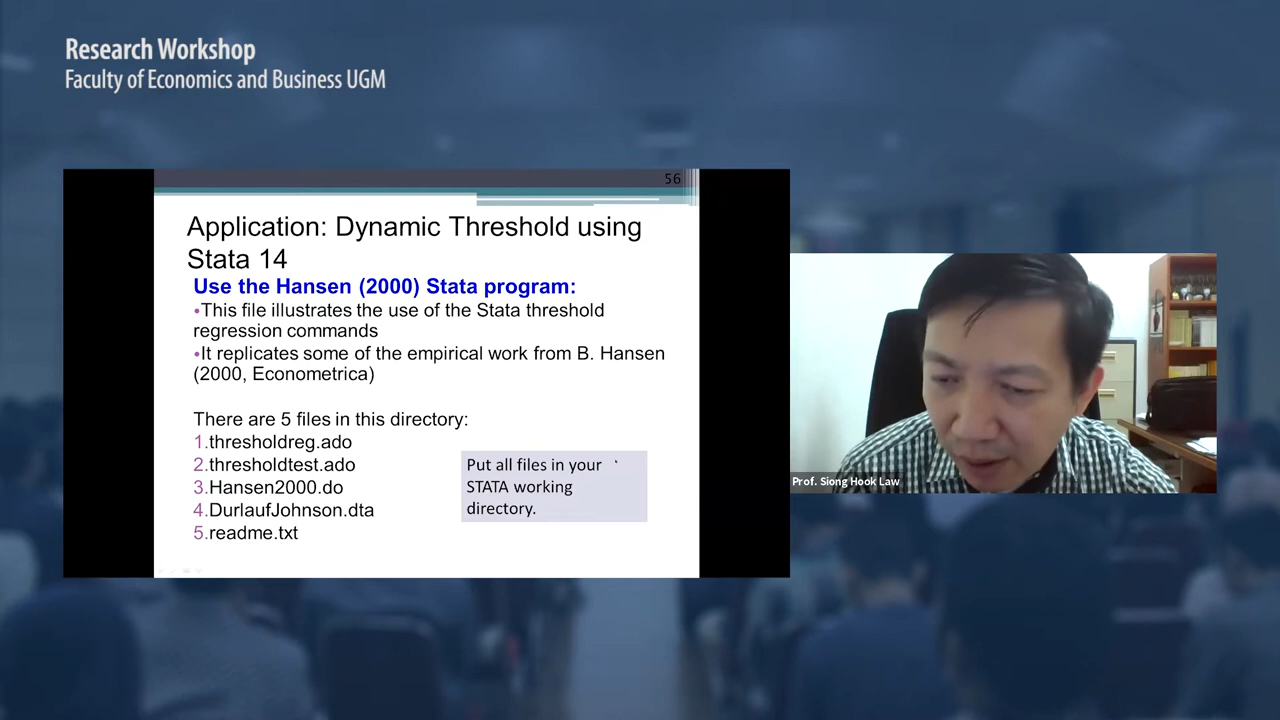 Research Workshop
Faculty of Economics and Business UGM
56
Application: Dynamic Threshold using
Stata 14
Use the Hansen (2000) Stata program:
•This file illustrates the use of the Stata threshold
regression commands
•It replicates some of the empirical work from B. Hansen
(2000, Econometrica)
There are 5 files in this directory:
1.thresholdreg.ado
2.thresholdtest.ado
3.Hansen2000.do
4.DurlaufJohnson.dta
5.readme.txt
Put all files in your
STATA working
directory.
Prof. Siong Hook Law